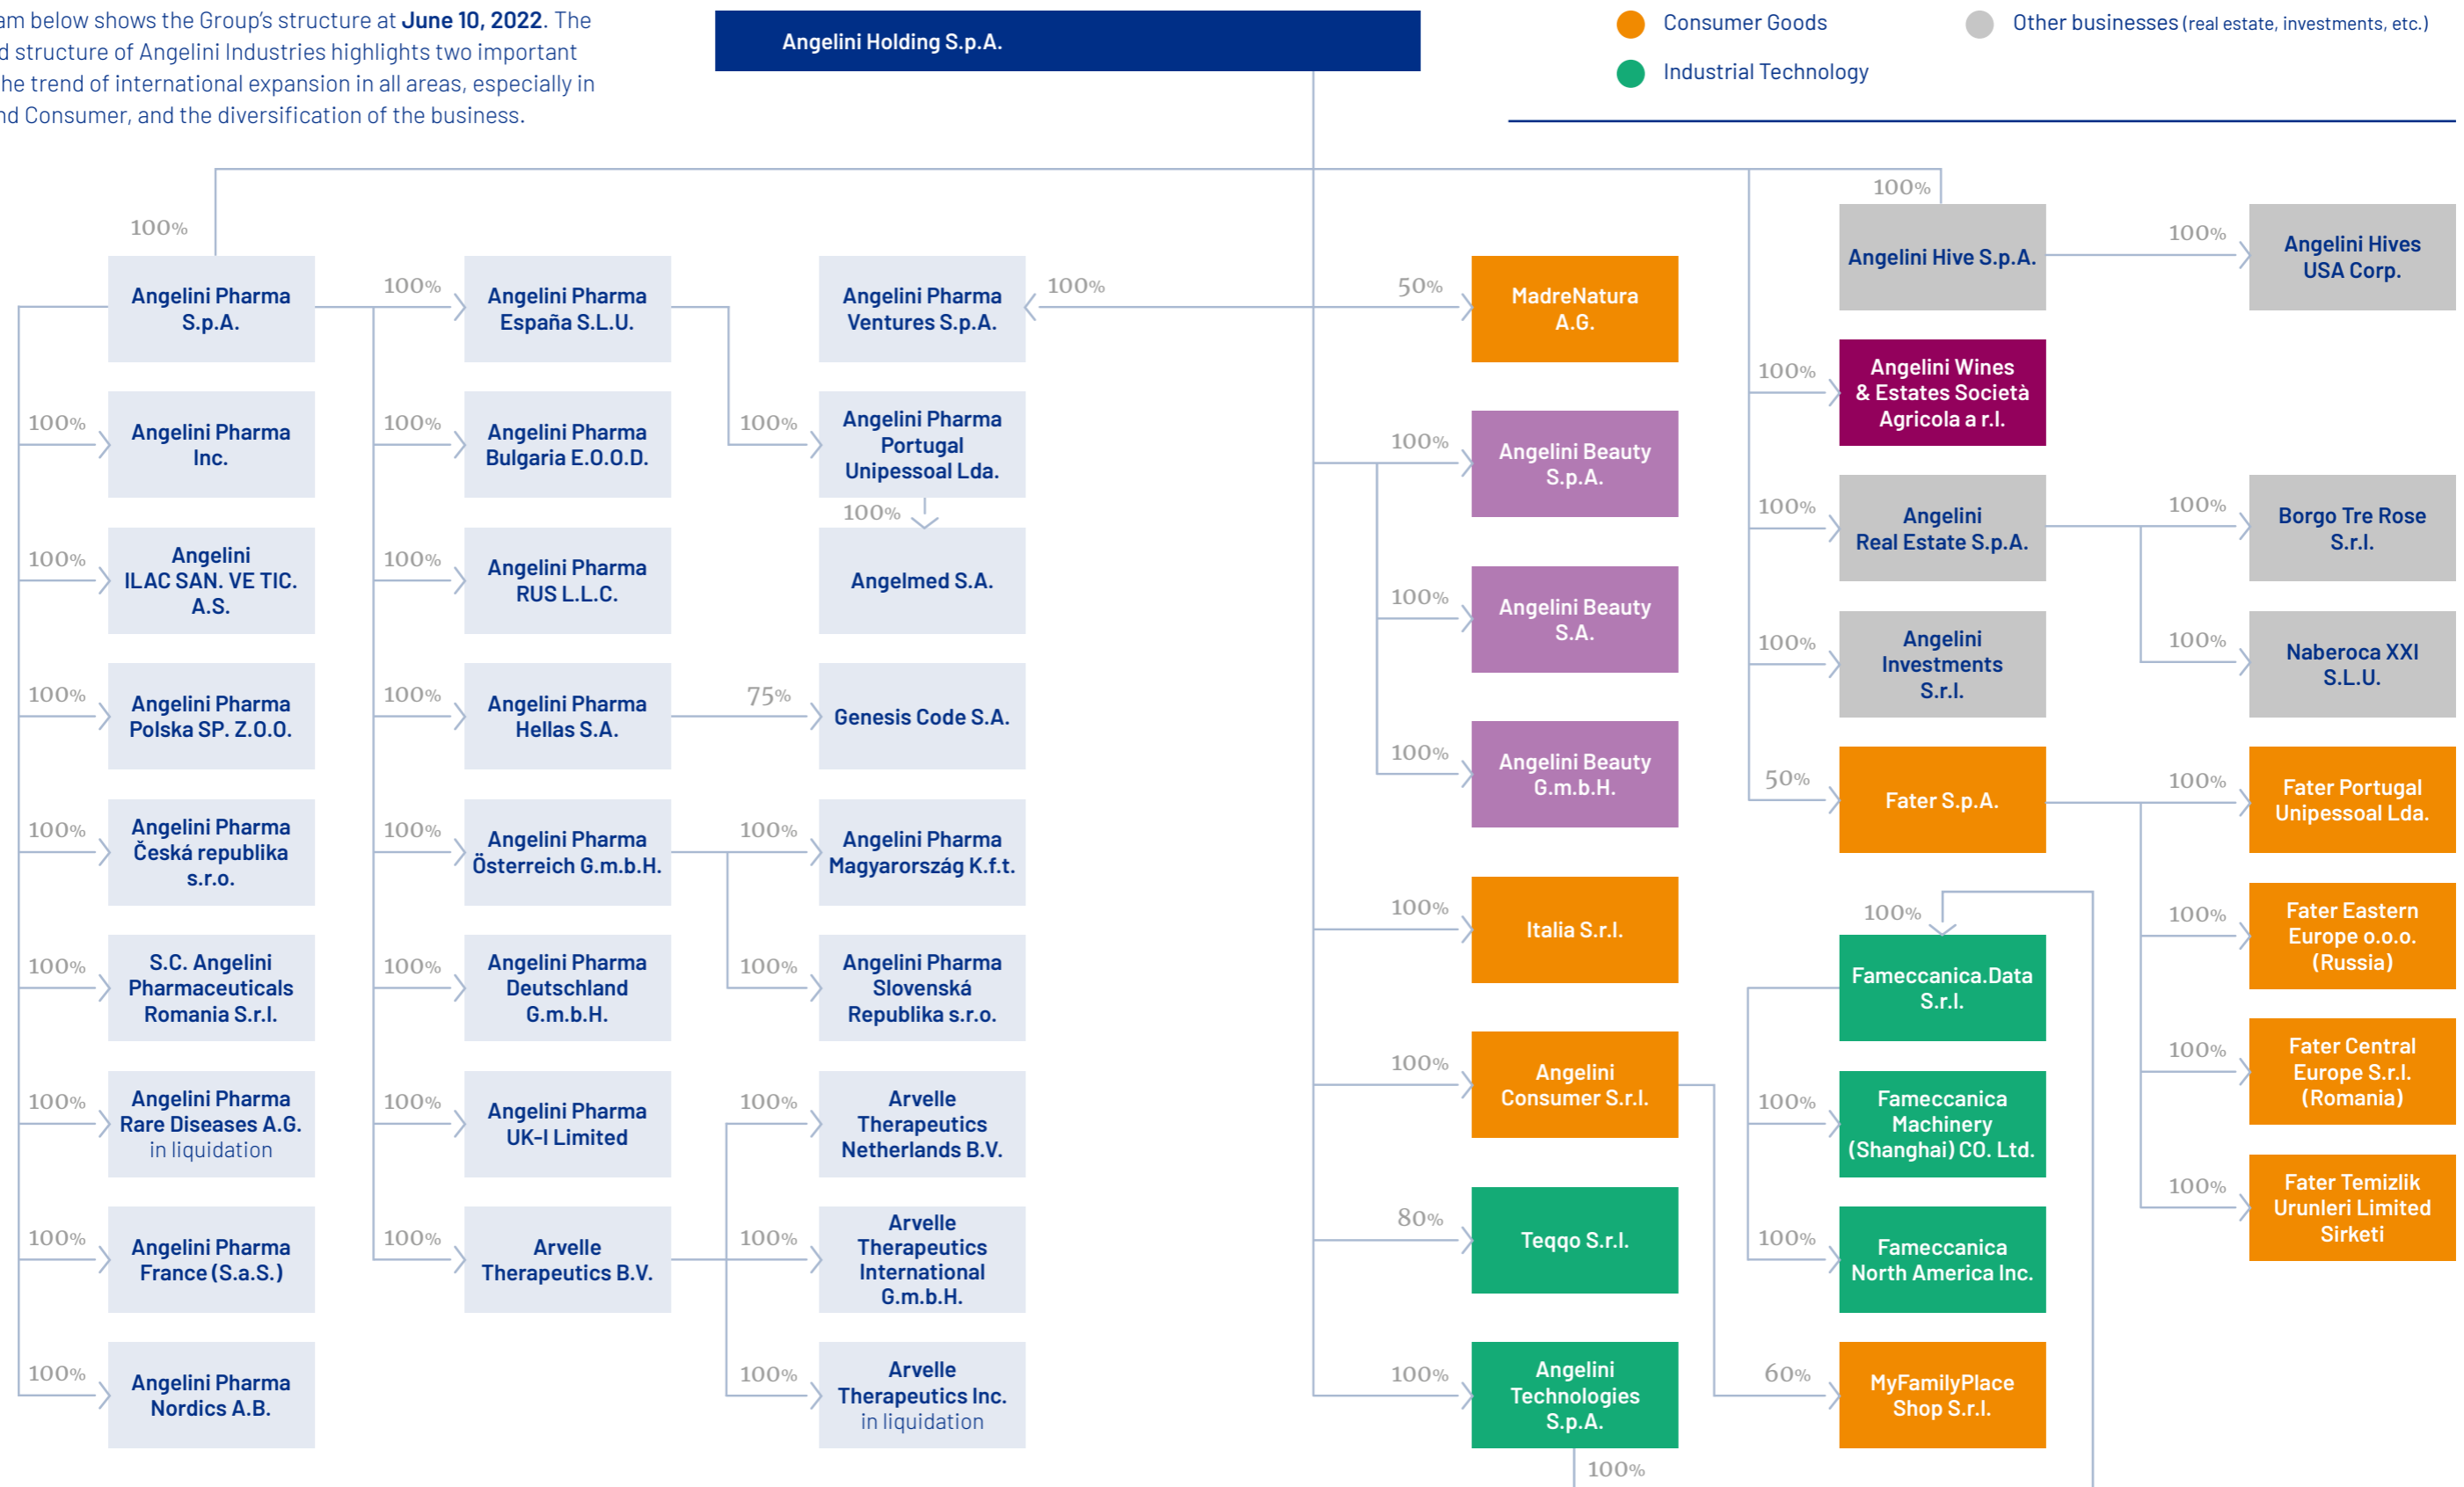 am below shows the Group's structure at June 10, 2022. The
d structure of Angelini Industries highlights two important
he trend of international expansion in all areas, especially in
nd Consumer, and the diversification of the business.
Angelini Holding S.p.A.
Consumer Goods
Other businesses (real estate, investments, etc.)
Industrial Technology
100%
Angelini Pharma
S.p.A.
100%
Angelini Pharma
Inc.
100%
Angelini
ILAC SAN. VE TIC.
A.S.
100%
Angelini Pharma
Polska SP. Z.O.O.
100%
Angelini Pharma
Česká republika
s.r.o.
100%
S.C. Angelini
Pharmaceuticals
Romania S.r.l.
100%
Angelini Pharma
Rare Diseases A.G.
in liquidation
100%
Angelini Pharma
France (S.a.S.)
100%
Angelini Pharma
Nordics A.B.
100%
Angelini Pharma
España S.L.U.
100%
Angelini Pharma
Bulgaria E.O.O.D.
100%
Angelini Pharma
RUS L.L.C.
100%
Angelini Pharma
Hellas S.A.
100%
Angelini Pharma
Österreich G.m.b.H.
100%
Angelini Pharma
Deutschland
G.m.b.H.
100%
Angelini Pharma
UK-I Limited
100%
Arvelle
Therapeutics B.V.
Angelini Pharma
Ventures S.p.A.
100%
100%
Angelini Pharma
Portugal
Unipessoal Lda.
100%
Angelmed S.A.
75%
Genesis Code S.A.
100%
Angelini Pharma
Magyarország K.f.t.
100%
Angelini Pharma
Slovenská
Republika s.r.o.
100%
Arvelle
Therapeutics
Netherlands B.V.
100%
Arvelle
Therapeutics
International
G.m.b.H.
100%
Arvelle
Therapeutics Inc.
in liquidation
50%
MadreNatura
A.G.
100%
Angelini Beauty
S.p.A.
100%
Angelini Beauty
S.A.
100%
Angelini Beauty
G.m.b.H.
100%
Italia S.r.l.
100%
Angelini
Consumer S.r.l.
80%
Teqqo S.r.l.
100%
Angelini
Technologies
S.p.A.
100%
100%
Angelini Hive S.p.A.
100%
Angelini Wines
& Estates Società
Agricola a r.l.
100%
Angelini
Real Estate S.p.A.
100%
Angelini
Investments
S.r.l.
50%
Fater S.p.A.
100%
Fameccanica.Data
S.r.l.
100%
Fameccanica
Machinery
(Shanghai) CO. Ltd.
100%
Fameccanica
North America Inc.
60%
MyFamilyPlace
Shop S.r.l.
100%
Angelini Hives
USA Corp.
100%
Borgo Tre Rose
S.r.l.
100%
Naberoca XXI
S.L.U.
100%
Fater Portugal
Unipessoal Lda.
100%
Fater Eastern
Europe o.o.o.
(Russia)
100%
Fater Central
Europe S.r.l.
(Romania)
100%
Fater Temizlik
Urunleri Limited
Sirketi